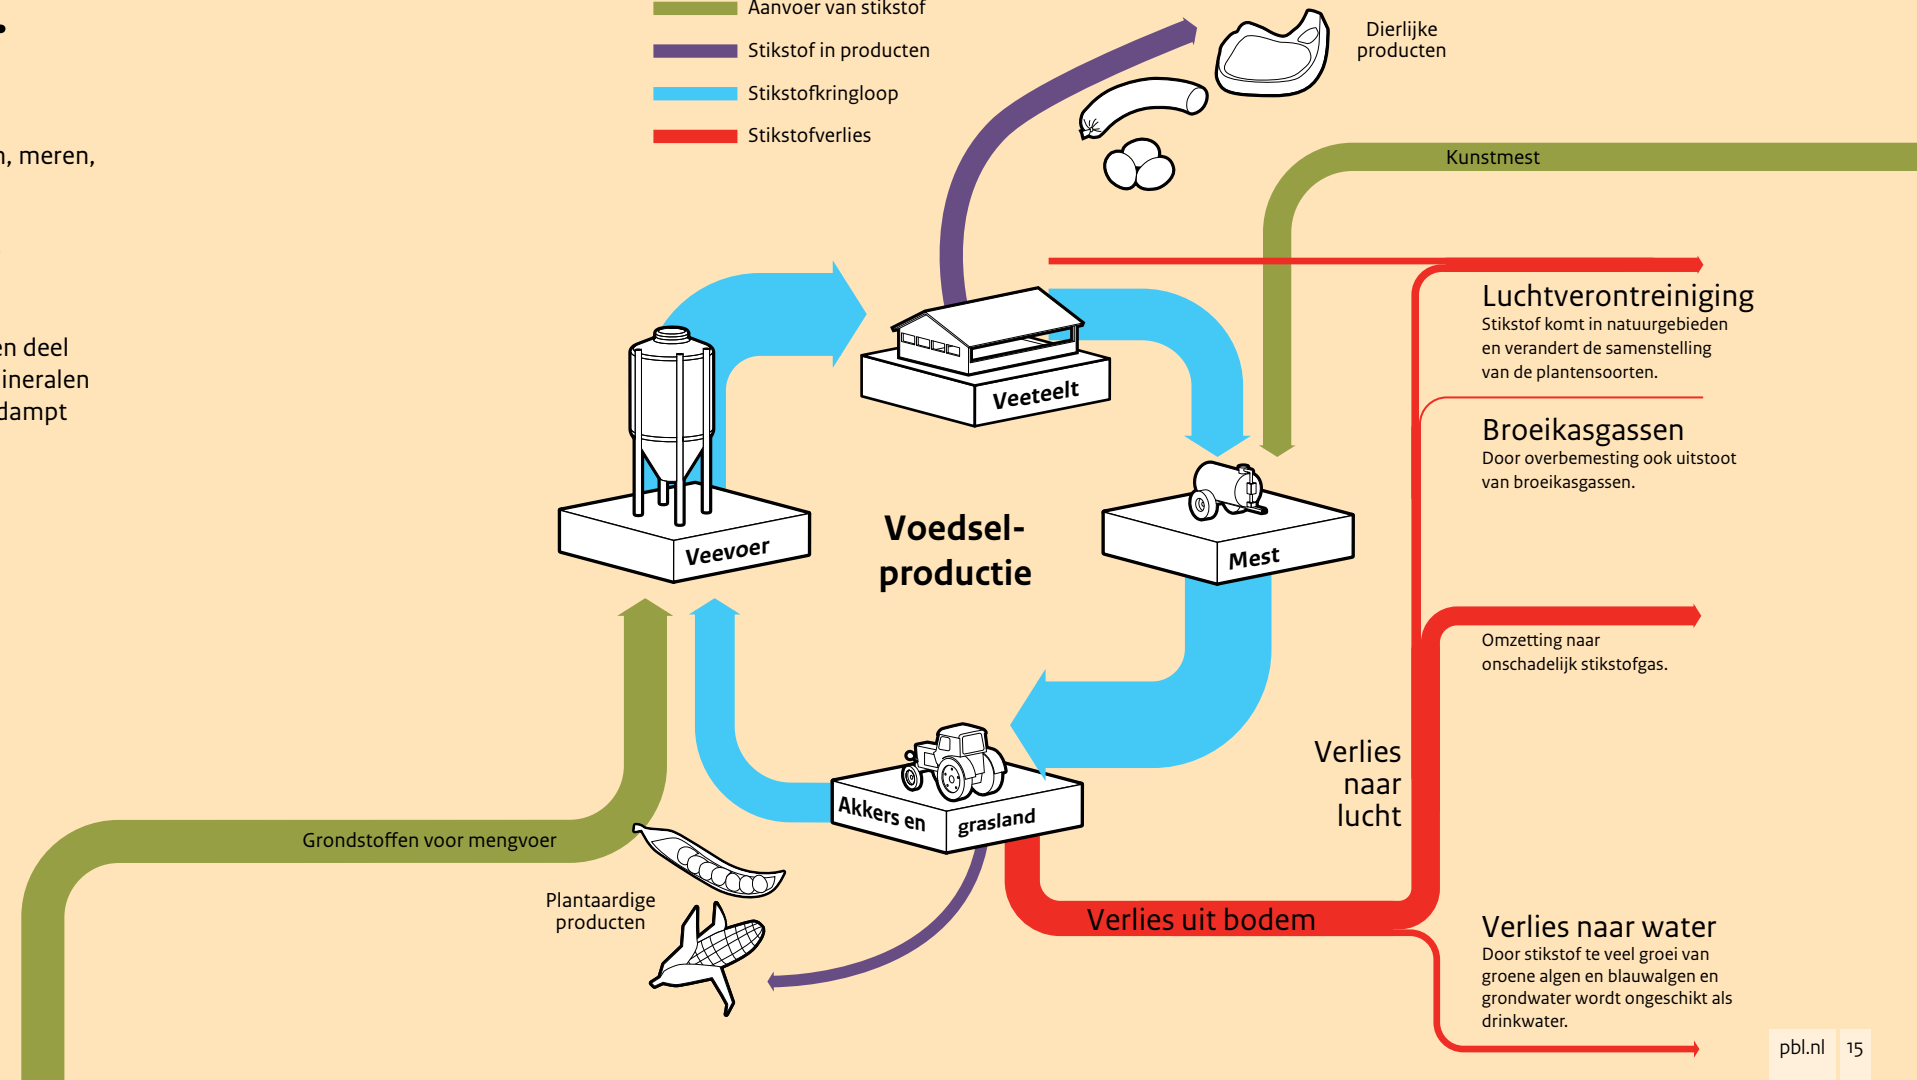 n, meren,
en deel
ineralen
dampt
Aanvoer van stikstof
Stikstof in producten
Stikstofkringloop
Stikstofverlies
Dierlijke
producten
Kunstmest
Luchtverontreiniging
Stikstof komt in natuurgebieden
en verandert de samenstelling
van de plantensoorten.
Broeikasgassen
Door overbemesting ook uitstoot
van broeikasgassen.
Veeteelt
Veevoer
Voedsel-
productie
Mest
Omzetting naar
onschadelijk stikstofgas.
Verlies
naar
lucht
Akkers en grasland
Grondstoffen voor mengvoer
Plantaardige
producten
Verlies uit bodem
Verlies naar water
Door stikstof te veel groei van
groene algen en blauwalgen en
grondwater wordt ongeschikt als
drinkwater.
pbl.nl 15